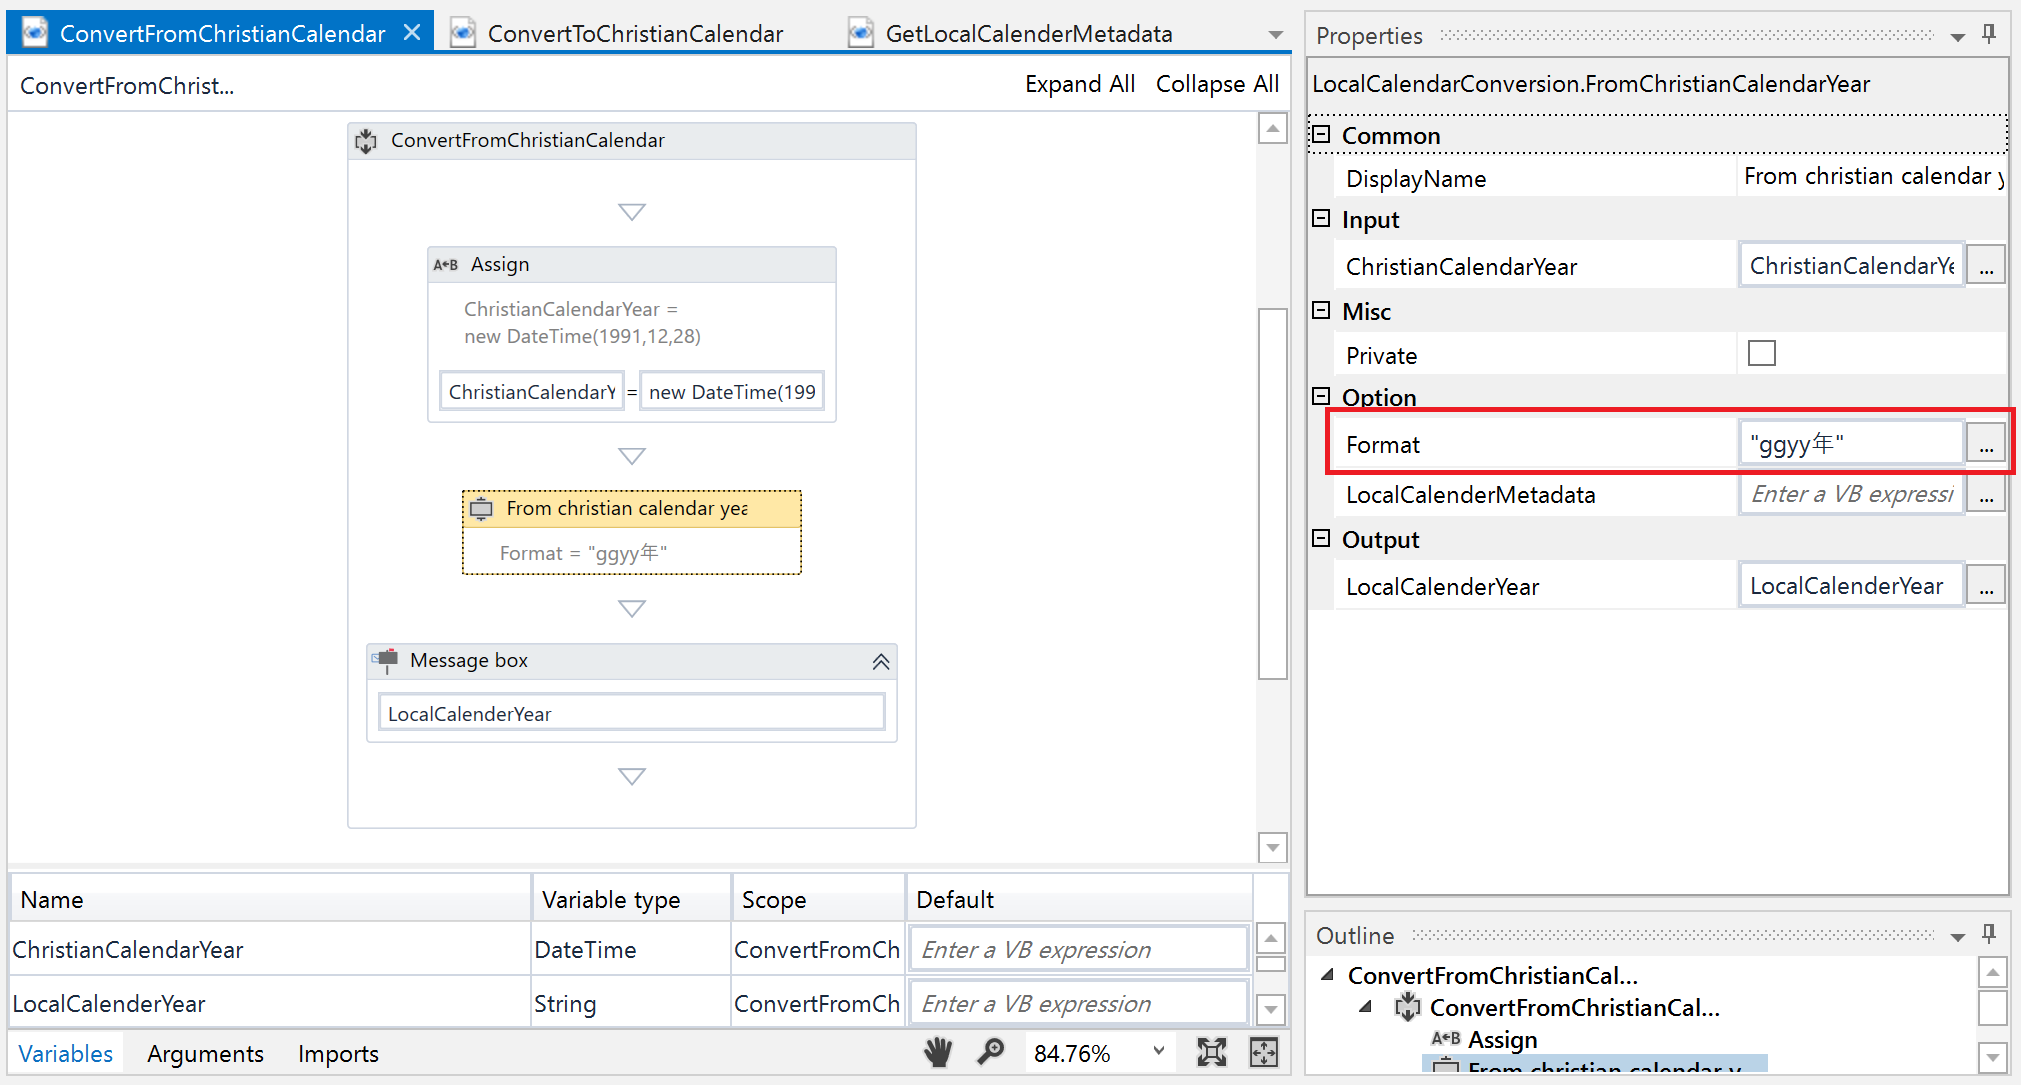 ConvertFromChristianCalendar
ConvertToChristianCalendar
GetLocalCalenderMetadata
ConvertFromChrist...
Expand All
Collapse All
ConvertFromChristianCalendar
A←B Assign
ChristianCalendarYear =
new DateTime(1991,12,28)
ChristianCalendarY = new DateTime(199
From christian calendar yea
Format = "ggyy年"
Message box
LocalCalenderYear
Name Variable type Scope Default
ChristianCalendarYear DateTime ConvertFromCh Enter a VB expression
LocalCalenderYear String ConvertFromCh Enter a VB expression
Variables Arguments Imports
84.76%
Properties
LocalCalendarConversion.FromChristianCalendarYear
Common
DisplayName From christian calendar y
Input
ChristianCalendarYear ChristianCalendarYe ...
Misc
Private
Option
Format "ggyy年" ...
LocalCalenderMetadata Enter a VB expressi ...
Output
LocalCalenderYear LocalCalenderYear ...
Outline
ConvertFromChristianCal...
ConvertFromChristianCal...
A←B Assign
From christian calendar y...